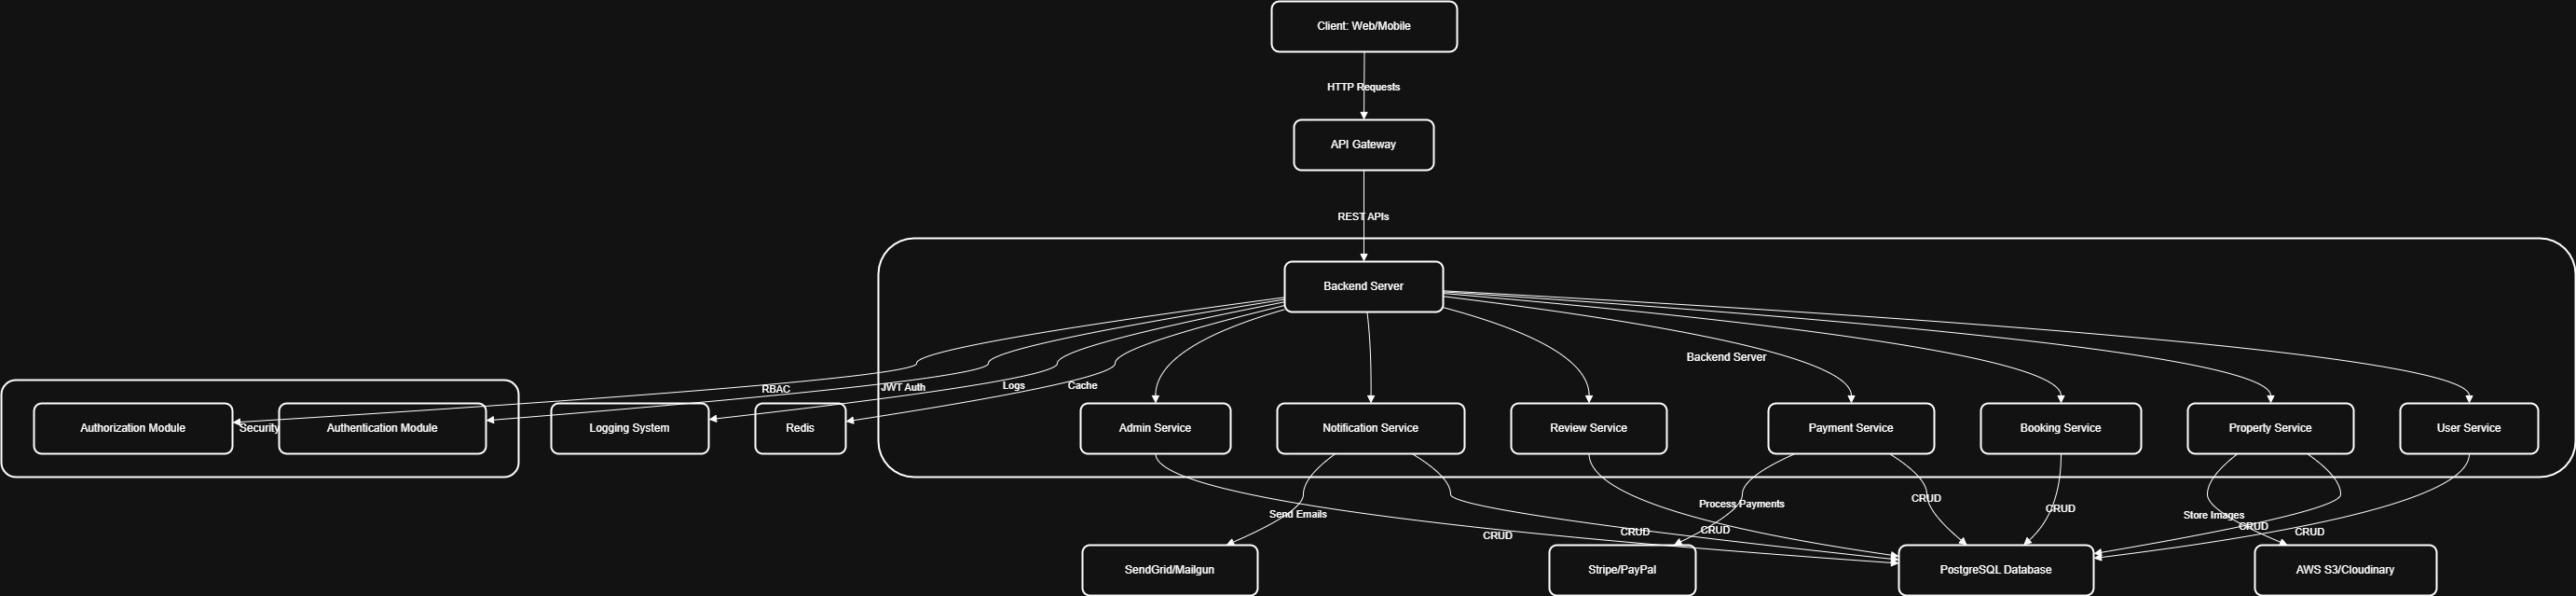 Client: Web/Mobile
HTTP Requests
API Gateway
REST APIs
Backend Server
Backend Server
RBAC
JWT Auth
Logs
Cache
Authorization Module
Security
Authentication Module
Logging System
Redis
Admin Service
Notification Service
Review Service
Payment Service
Booking Service
Property Service
User Service
Send Emails
CRUD
CRUD
CRUD
Process Payments
CRUD
CRUD
Store Images
CRUD
CRUD
SendGrid/Mailgun
Stripe/PayPal
PostgreSQL Database
AWS S3/Cloudinary